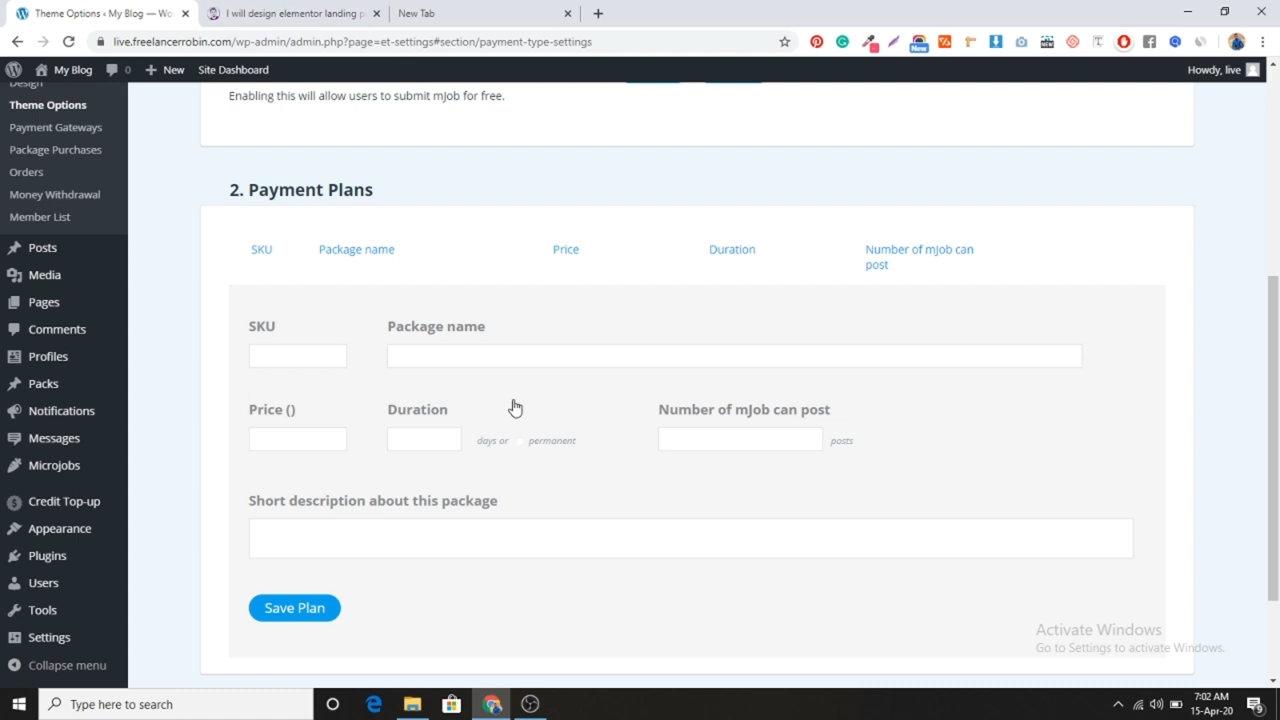 Theme Options ‹ My Blog — Wo
I will design elementor landing p
New Tab
live.freelancerrobin.com/wp-admin/admin.php?page=et-settings#section/payment-type-settings
My Blog
0
New
Site Dashboard
Howdy, live
Design
Theme Options
Payment Gateways
Package Purchases
Orders
Money Withdrawal
Member List
Posts
Media
Pages
Comments
Profiles
Packs
Notifications
Messages
Microjobs
Credit Top-up
Appearance
Plugins
Users
Tools
Settings
Collapse menu
Enabling this will allow users to submit mJob for free.
2. Payment Plans
SKU Package name Price Duration Number of mJob can
post
SKU Package name
Price () Duration Number of mJob can post
days or permanent posts
Short description about this package
Save Plan
Activate Windows
Go to Settings to activate Windows.
Type here to search
7:02 AM
15-Apr-20